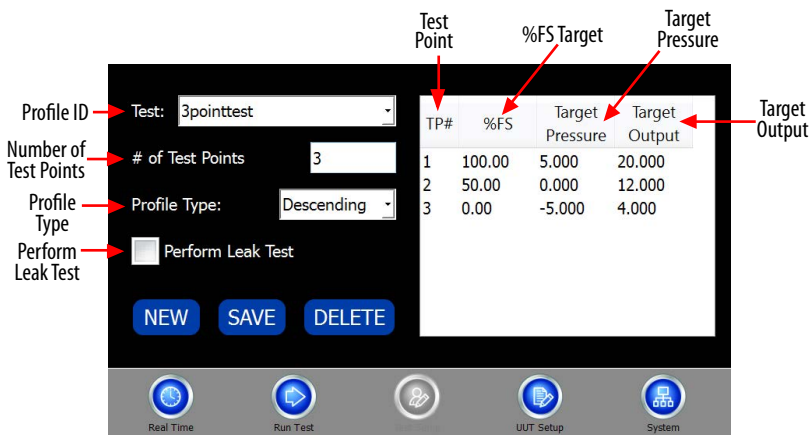 Test
Point
%FS Target
Target
Pressure
Profile ID
Test: 3pointtest
TP# %FS Target Pressure Target Output
Target
Output
Number of
Test Points
# of Test Points 3
1 100.00 5.000 20.000
2 50.00 0.000 12.000
3 0.00 -5.000 4.000
Profile
Type
Profile Type: Descending
Perform
Leak Test
Perform Leak Test
NEW SAVE DELETE
Real Time Run Test UUT Setup System